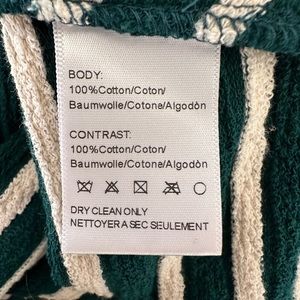 BODY:
100%Cotton/Coton/
Baumwolle/Cotone/Algodòn
CONTRAST:
100%Cotton/Coton/
Baumwolle/Cotone/Algodòn
DRY CLEAN ONLY
NETTOYER A SEC SEULEMENT